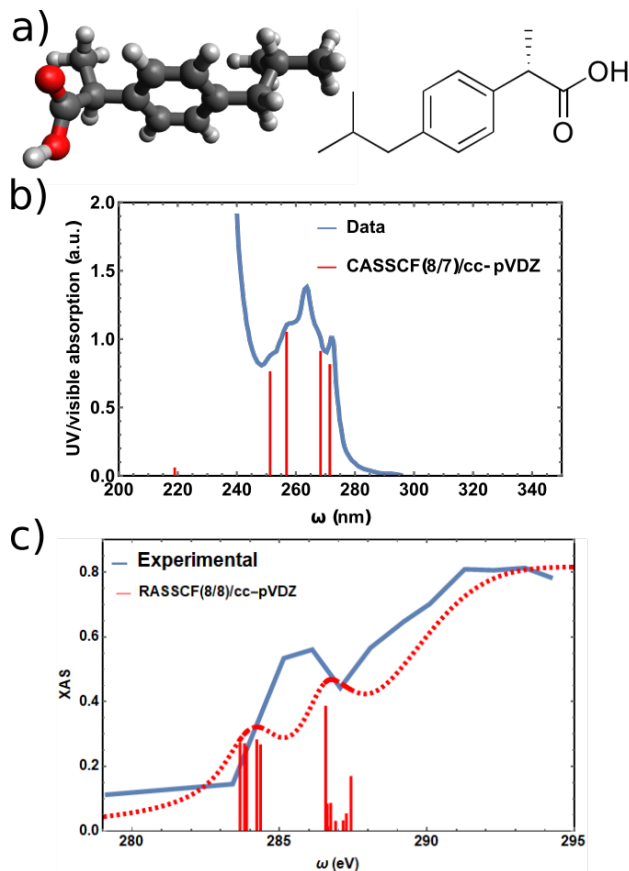 a)
OH
O
b)
2.0
1.5
1.0
0.5
0.0
UV/visible absorption (a.u.)
Data
CASSCF(8/7)/cc-pVDZ
200 220 240 260 280 300 320 340
ω (nm)
c)
0.8
0.6
0.4
0.2
0.0
XAS
Experimental
RASSCF(8/8)/cc-pVDZ
280 285 290 295
ω (eV)